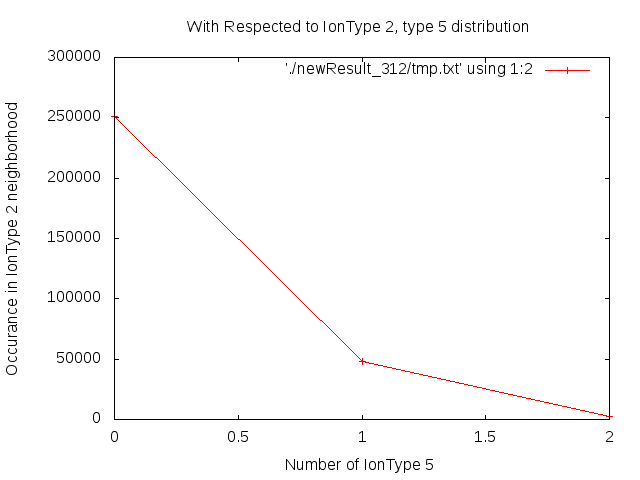 With Respected to IonType 2, type 5 distribution
300000
'./newResult_312/tmp.txt' using 1:2
250000
200000
150000
100000
50000
0
Occurance in IonType 2 neighborhood
0 0.5 1 1.5 2
Number of IonType 5